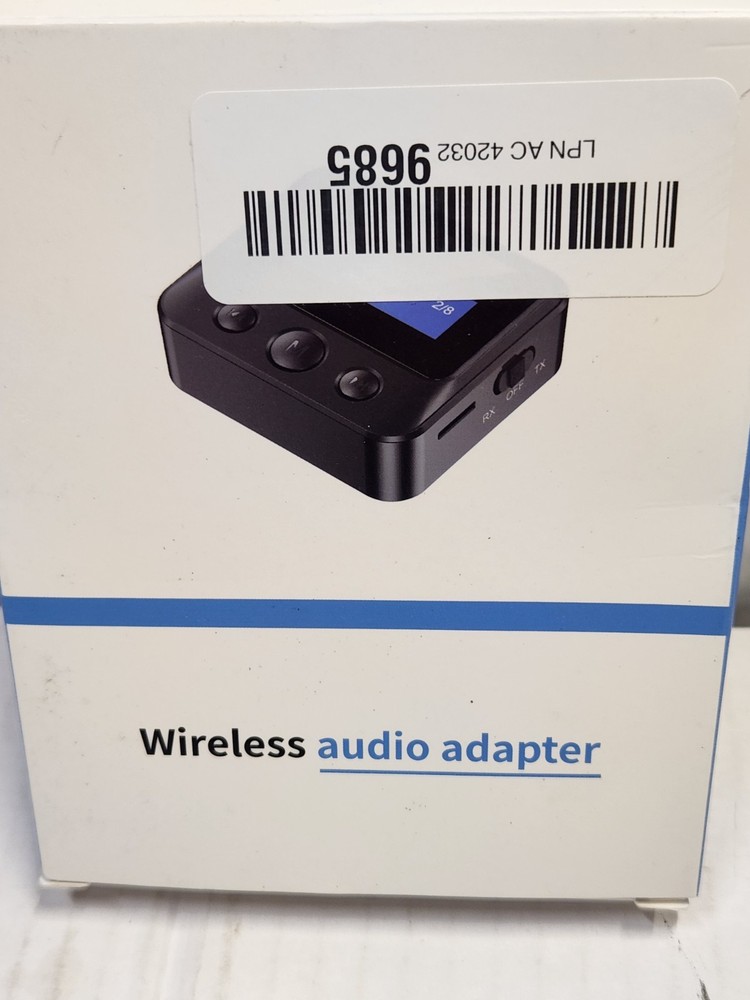 LPN AC 42032 9685
2/8
M
RX OFF TX
Wireless audio adapter